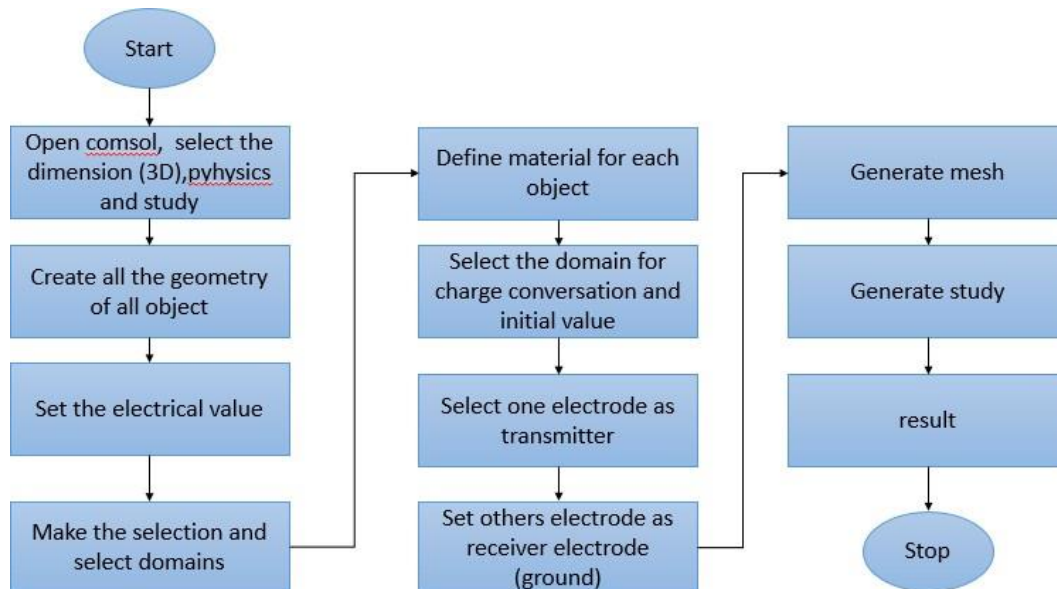 Start
Open comsol, select the
dimension (3D),pyhysics
and study
Create all the geometry
of all object
Set the electrical value
Make the selection and
select domains
Define material for each
object
Select the domain for
charge conversation and
initial value
Select one electrode as
transmitter
Set others electrode as
receiver electrode
(ground)
Generate mesh
Generate study
result
Stop